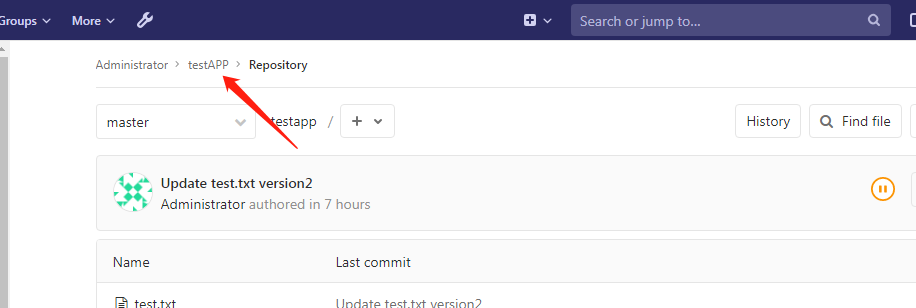 Groups More Search or jump to...
Administrator > testAPP > Repository
master testapp / + History Find file
Update test.txt version2
Administrator authored in 7 hours
Name Last commit
test.txt Update test.txt version2